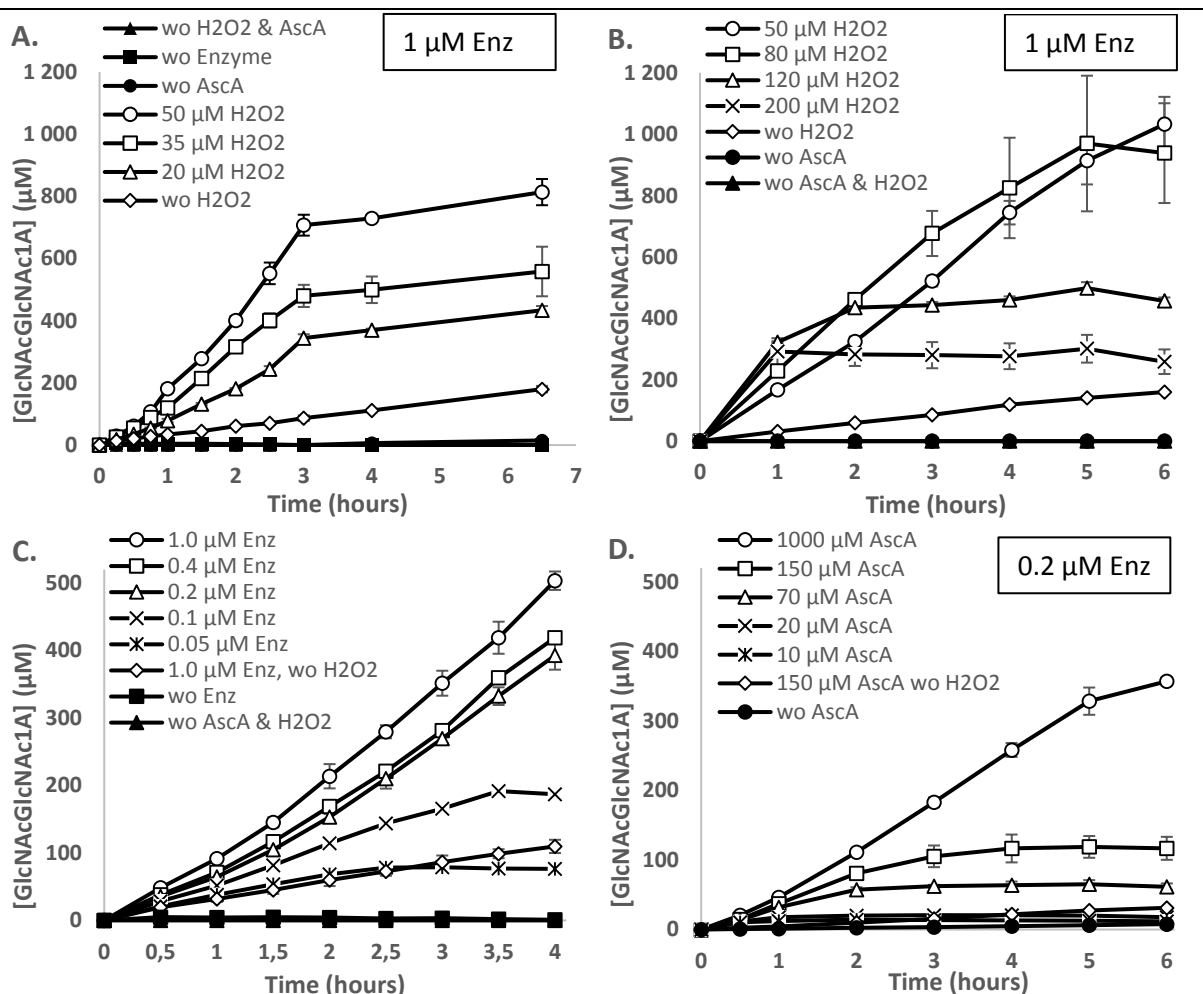 A.
wo H2O2 & AscA
wo Enzyme
wo AscA
50 µM H2O2
35 µM H2O2
20 µM H2O2
wo H2O2
1 µM Enz
1 200
1 000
800
600
400
200
0
[GlcNAcGlcNAc1A] (µM)
0 1 2 3 4 5 6 7
Time (hours)
B.
50 µM H2O2
80 µM H2O2
120 µM H2O2
200 µM H2O2
wo H2O2
wo AscA
wo AscA & H2O2
1 µM Enz
1 200
1 000
800
600
400
200
0
[GlcNAcGlcNAc1A] (µM)
0 1 2 3 4 5 6
Time (hours)
C.
1.0 µM Enz
0.4 µM Enz
0.2 µM Enz
0.1 µM Enz
0.05 µM Enz
1.0 µM Enz, wo H2O2
wo Enz
wo AscA & H2O2
500
400
300
200
100
0
[GlcNAcGlcNAc1A] (µM)
0 0,5 1 1,5 2 2,5 3 3,5 4
Time (hours)
D.
1000 µM AscA
150 µM AscA
70 µM AscA
20 µM AscA
10 µM AscA
150 µM AscA wo H2O2
wo AscA
0.2 µM Enz
500
400
300
200
100
0
[GlcNAcGlcNAc1A] (µM)
0 1 2 3 4 5 6
Time (hours)